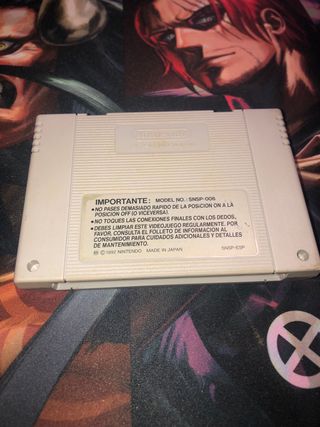 IMPORTANTE: MODEL NO.: SNSP-006
• NO PASES DEMASIADO RAPIDO DE LA POSICION ON A LA
POSICION OFF (O VICEVERSA)
• NO TOQUES LAS CONEXIONES FINALES CON LOS DEDOS,
• DEBES LIMPIAR ESTE VIDEOJUEGO REGULARMENTE, POR
FAVOR. CONSULTA EL FOLLETO DE INFORMACION AL
CONSUMIDOR PARA CUIDADOS ADICIONALES Y DETALLES
DE MANTENIMIENTO.
© 1992 NINTENDO MADE IN JAPAN SNSP-ESP